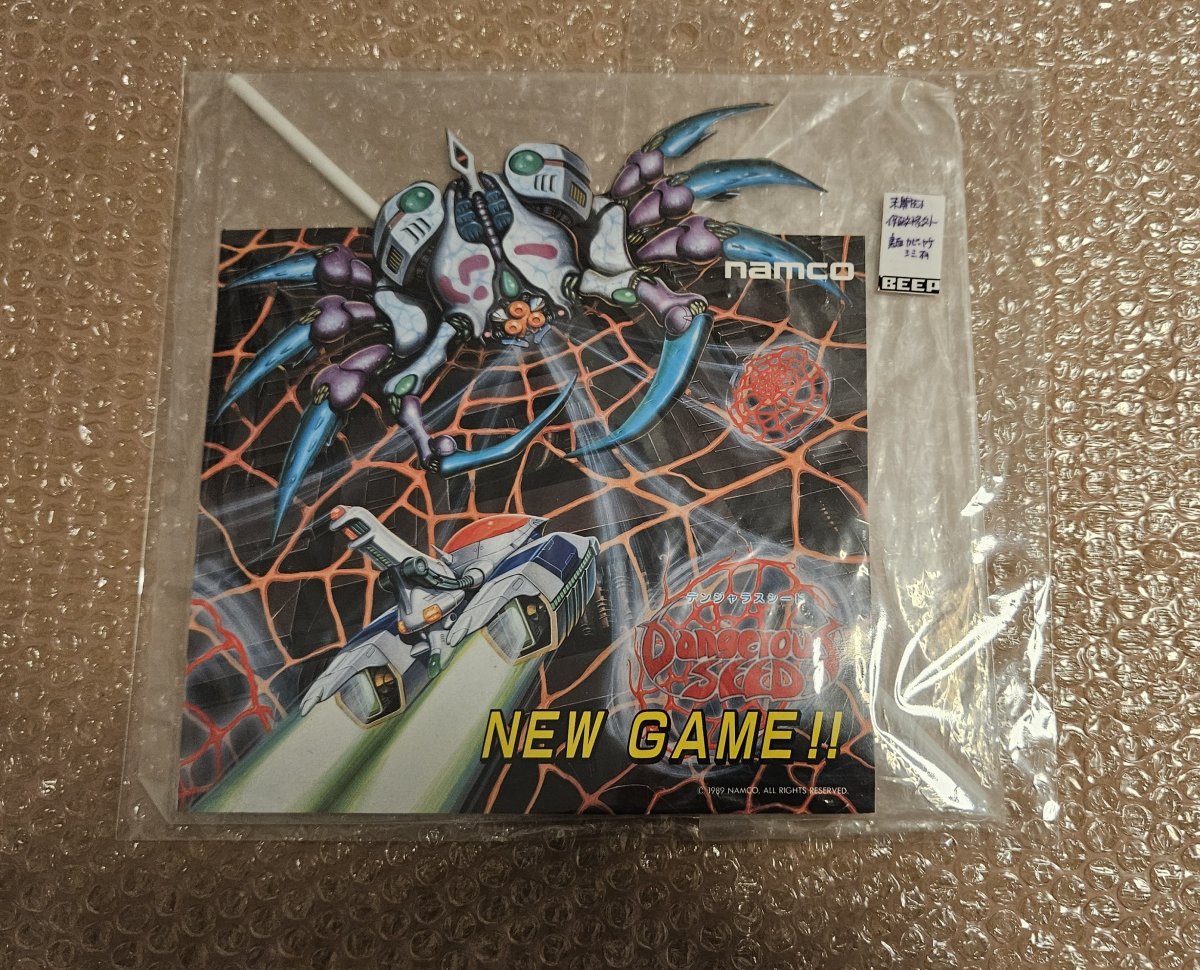 namco
BEEP
デンジャラスシード
Dangerous
SEED
NEW GAME!!
© 1989 NAMCO, ALL RIGHTS RESERVED.